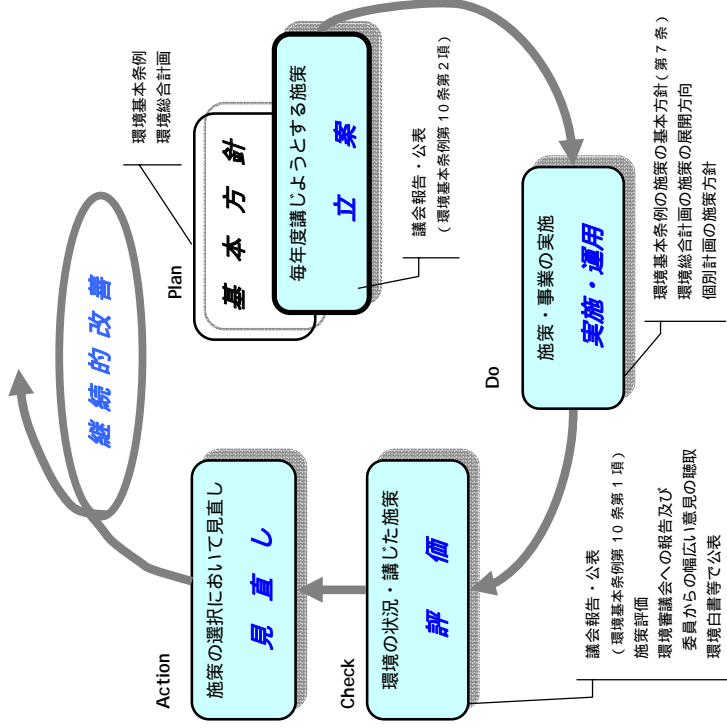 継続的改善
Plan
環境基本条例
環境総合計画
基本方針
毎年度講じようとする施策
立案
議会報告・公表
(環境基本条例第10条第2項)
Do
施策・事業の実施
実施・運用
環境基本条例の施策の基本方針(第7条)
環境総合計画の施策の展開方向
個別計画の施策方針
Check
環境の状況・講じた施策
評価
議会報告・公表
(環境基本条例第10条第1項)
施策評価
環境審議会への報告及び
委員からの幅広い意見の聴取
環境白書等で公表
Action
施策の選択において見直し
見直し